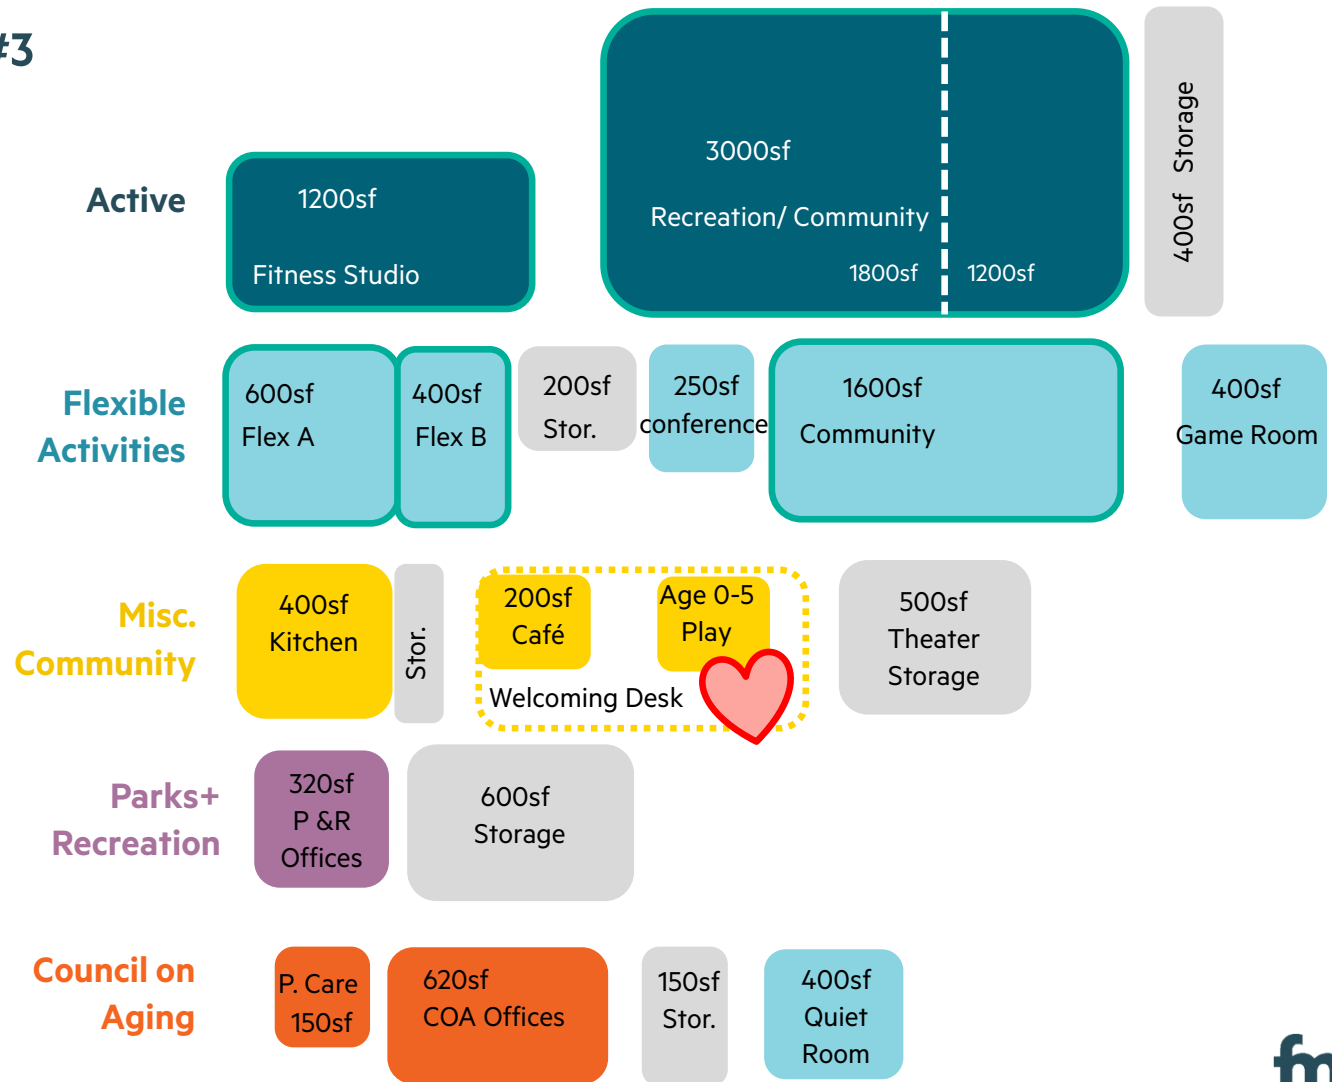 #3
Active
1200sf
Fitness Studio
3000sf
Recreation/ Community
1800sf
1200sf
400sf Storage
Flexible
Activities
600sf
Flex A
400sf
Flex B
200sf
Stor.
250sf
conference
1600sf
Community
400sf
Game Room
Misc.
Community
400sf
Kitchen
Stor.
200sf
Café
Age 0-5
Play
Welcoming Desk
500sf
Theater
Storage
Parks+
Recreation
320sf
P &R
Offices
600sf
Storage
Council on
Aging
P. Care
150sf
620sf
COA Offices
150sf
Stor.
400sf
Quiet
Room